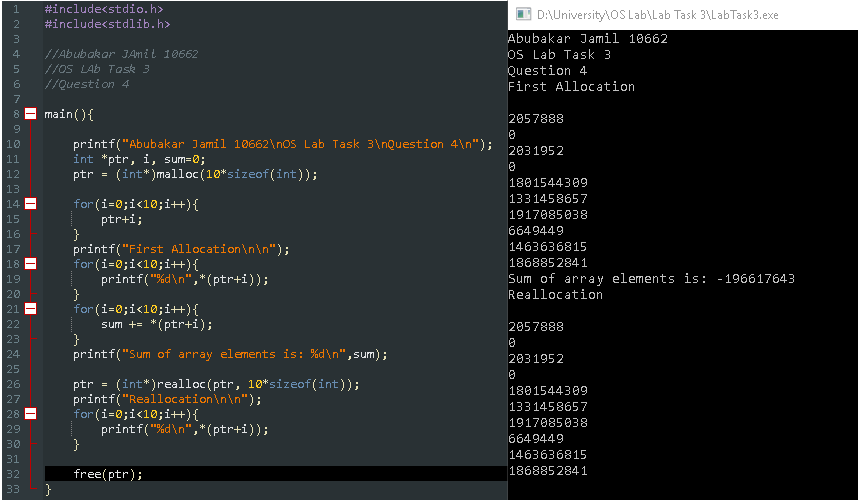 1 #include<stdio.h>
2 #include<stdlib.h>
3
4 //Abubakar JAmil 10662
5 //OS LAb Task 3
6 //Question 4
7
8 main(){
9
10 printf("Abubakar Jamil 10662\nOS Lab Task 3\nQuestion 4\n");
11 int *ptr, i, sum=0;
12 ptr = (int*)malloc(10*sizeof(int));
13
14 for(i=0;i<10;i++){
15 ptr+i;
16 }
17 printf("First Allocation\n\n");
18 for(i=0;i<10;i++){
19 printf("%d\n",*(ptr+i));
20 }
21 for(i=0;i<10;i++){
22 sum += *(ptr+i);
23 }
24 printf("Sum of array elements is: %d\n",sum);
25
26 ptr = (int*)realloc(ptr, 10*sizeof(int));
27 printf("Reallocation\n\n");
28 for(i=0;i<10;i++){
29 printf("%d\n",*(ptr+i));
30 }
31
32 free(ptr);
33 }
D:\University\OS Lab\Lab Task 3\LabTask3.exe
Abubakar Jamil 10662
OS Lab Task 3
Question 4
First Allocation
2057888
0
2031952
0
1801544309
1331458657
1917085038
6649449
1463636815
1868852841
Sum of array elements is: -196617643
Reallocation
2057888
0
2031952
0
1801544309
1331458657
1917085038
6649449
1463636815
1868852841